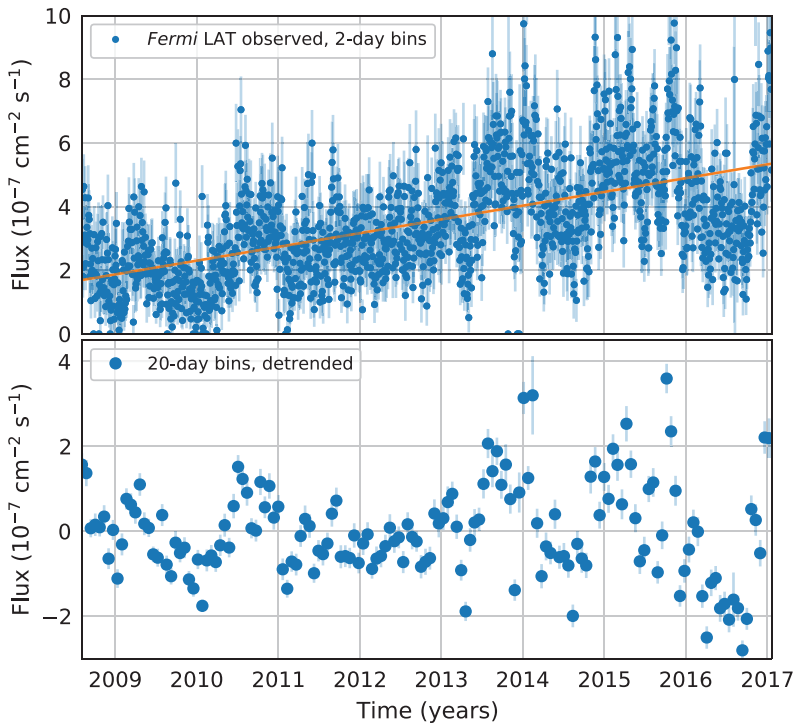 10
8
6
4
2
0
Flux (10⁻⁷ cm⁻² s⁻¹)
Fermi LAT observed, 2-day bins
4
2
0
−2
Flux (10⁻⁷ cm⁻² s⁻¹)
20-day bins, detrended
2009 2010 2011 2012 2013 2014 2015 2016 2017
Time (years)